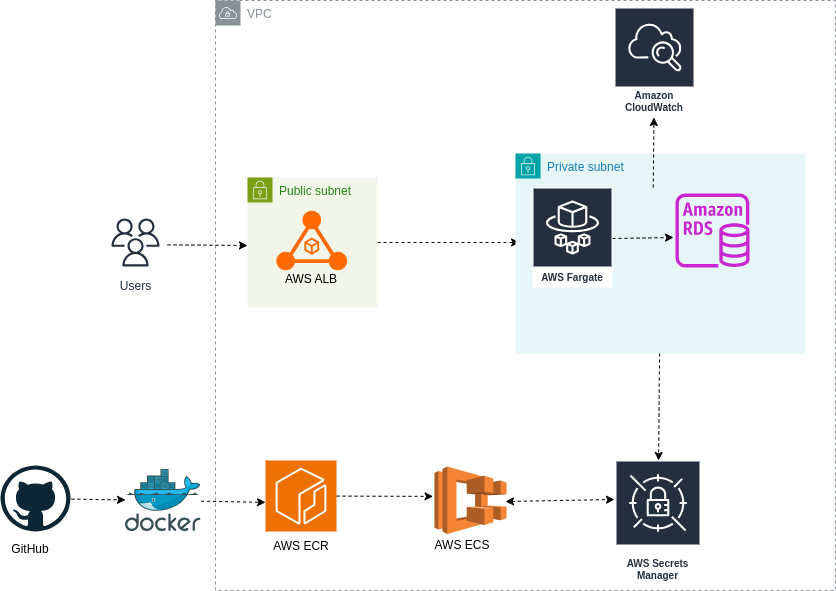 VPC
Amazon
CloudWatch
Public subnet
Private subnet
Amazon
RDS
AWS ALB
AWS Fargate
Users
docker
GitHub
AWS ECR
AWS ECS
AWS Secrets
Manager